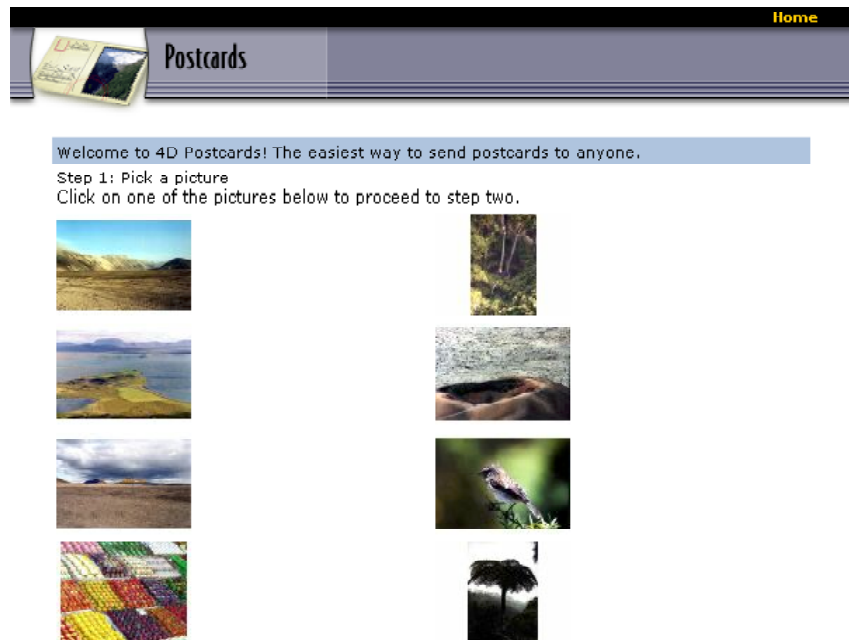 Home
Postcards
Welcome to 4D Postcards! The easiest way to send postcards to anyone.
Step 1: Pick a picture
Click on one of the pictures below to proceed to step two.